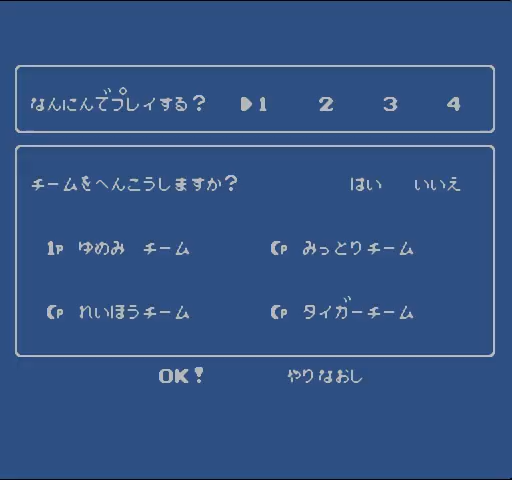 なんにんでプレイする? ▶1 2 3 4
チームをへんこうしますか? はい いいえ
1P ゆめみ チーム CP みっとりチーム
CP れいほうチーム CP タイガーチーム
OK! やりなおし